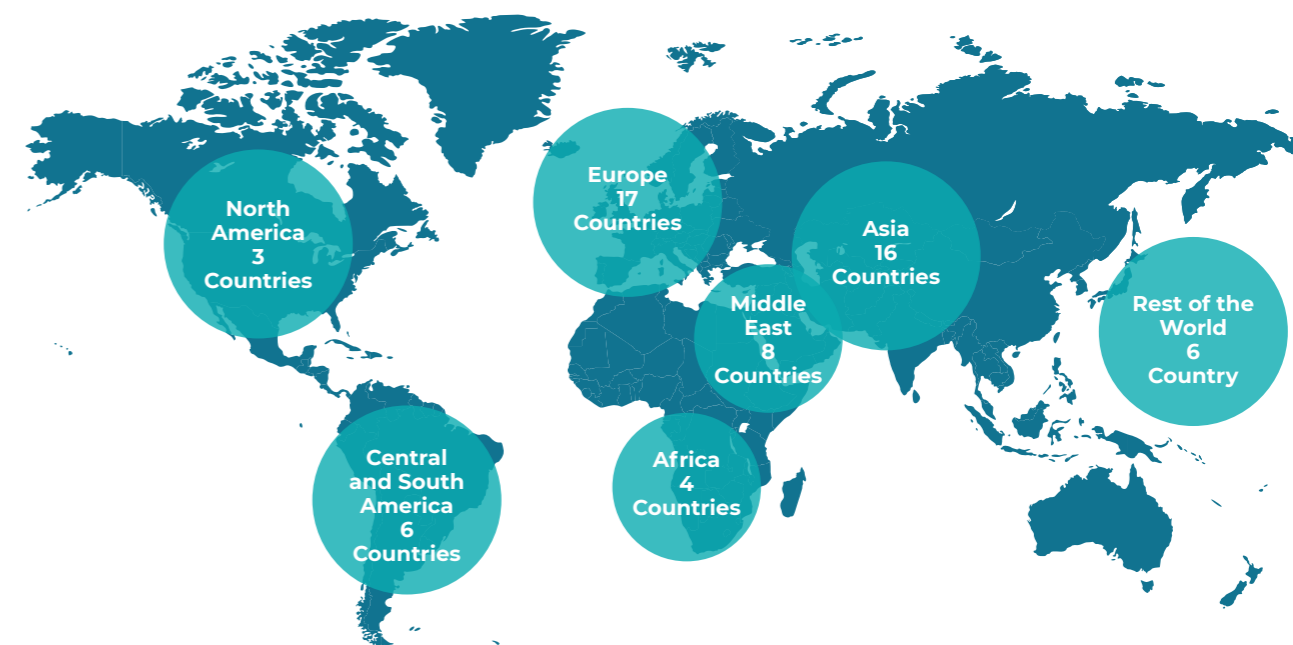 North
America
3
Countries
Europe
17
Countries
Asia
16
Countries
Middle
East
8
Countries
Rest of the
World
6
Country
Central
and South
America
6
Countries
Africa
4
Countries